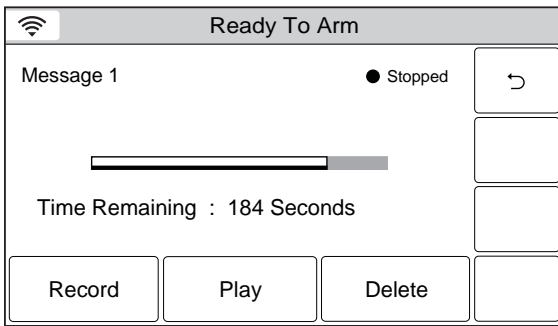 Ready To Arm
Message 1
Stopped
Time Remaining : 184 Seconds
Record
Play
Delete